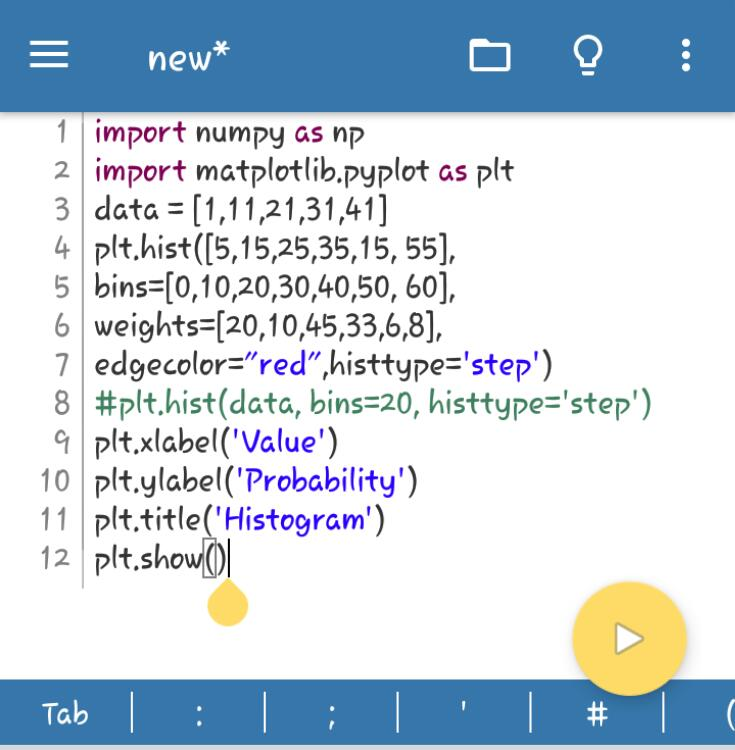 new*
1 import numpy as np
2 import matplotlib.pyplot as plt
3 data = [1,11,21,31,41]
4 plt.hist([5,15,25,35,15, 55],
5 bins=[0,10,20,30,40,50, 60],
6 weights=[20,10,45,33,6,8],
7 edgecolor="red",histtype='step')
8 #plt.hist(data, bins=20, histtype='step')
9 plt.xlabel('Value')
10 plt.ylabel('Probability')
11 plt.title('Histogram')
12 plt.show()
Tab : ; ' # (